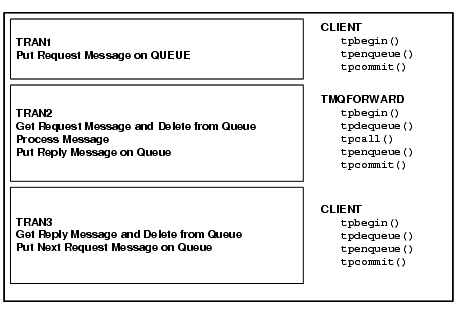 TRAN1
Put Request Message on QUEUE
CLIENT
tpbegin()
tpenqueue()
tpcommit()
TRAN2
Get Request Message and Delete from Queue
Process Message
Put Reply Message on Queue
TMQFORWARD
tpbegin()
tpdequeue()
tpcall()
tpenqueue()
tpcommit()
TRAN3
Get Reply Message and Delete from Queue
Put Next Request Message on Queue
CLIENT
tpbegin()
tpdequeue()
tpenqueue()
tpcommit()